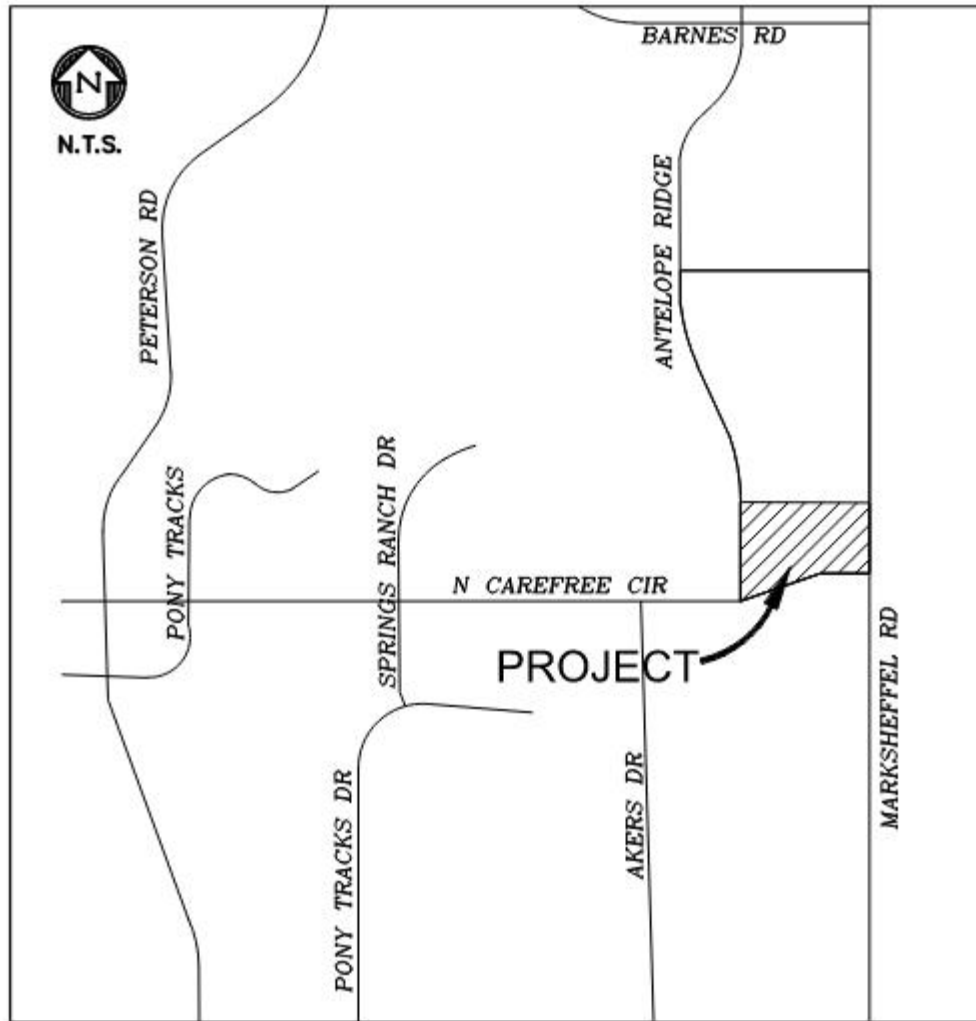 BARNES RD
N
N.T.S.
PETERSON RD
ANTELOPE RIDGE
PONY TRACKS
SPRINGS RANCH DR
N CAREFREE CIR
PROJECT
MARKSHEFFEL RD
PONY TRACKS DR
AKERS DR